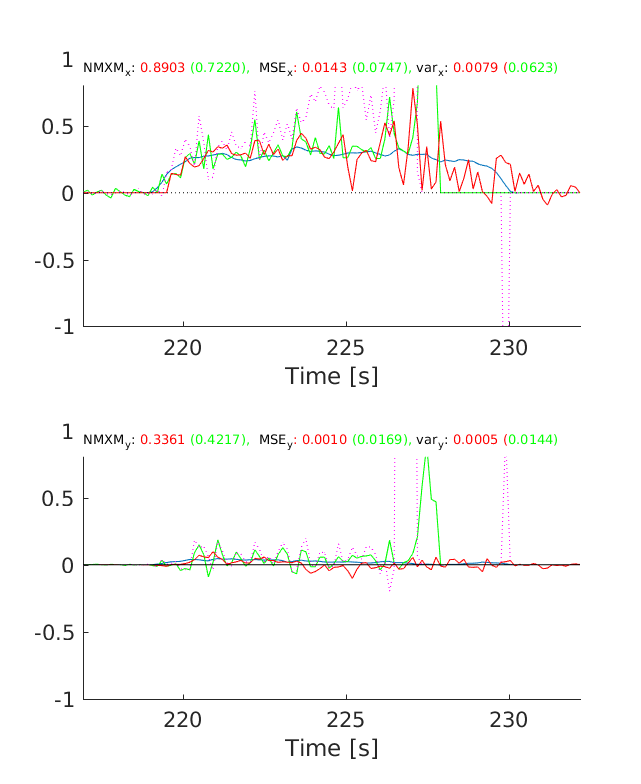 1
NMXMx: 0.8903 (0.7220), MSEx: 0.0143 (0.0747), varx: 0.0079 (0.0623)
0.5
0
-0.5
-1
220 225 230
Time [s]
1
NMXMy: 0.3361 (0.4217), MSEy: 0.0010 (0.0169), vary: 0.0005 (0.0144)
0.5
0
-0.5
-1
220 225 230
Time [s]